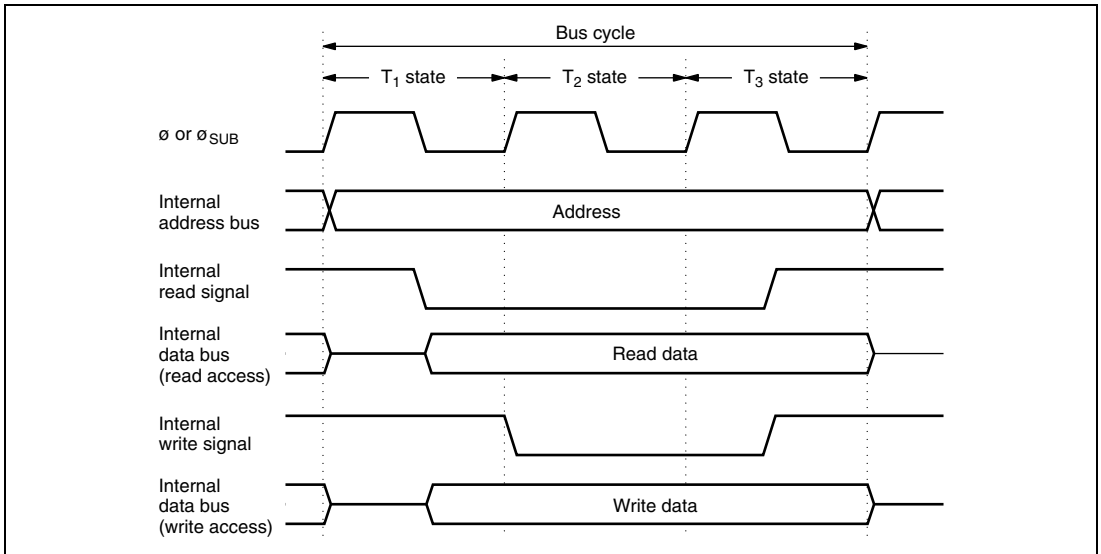 Bus cycle
T1 state
T2 state
T3 state
ø or øSUB
Internal
address bus
Address
Internal
read signal
Internal
data bus
(read access)
Read data
Internal
write signal
Internal
data bus
(write access)
Write data